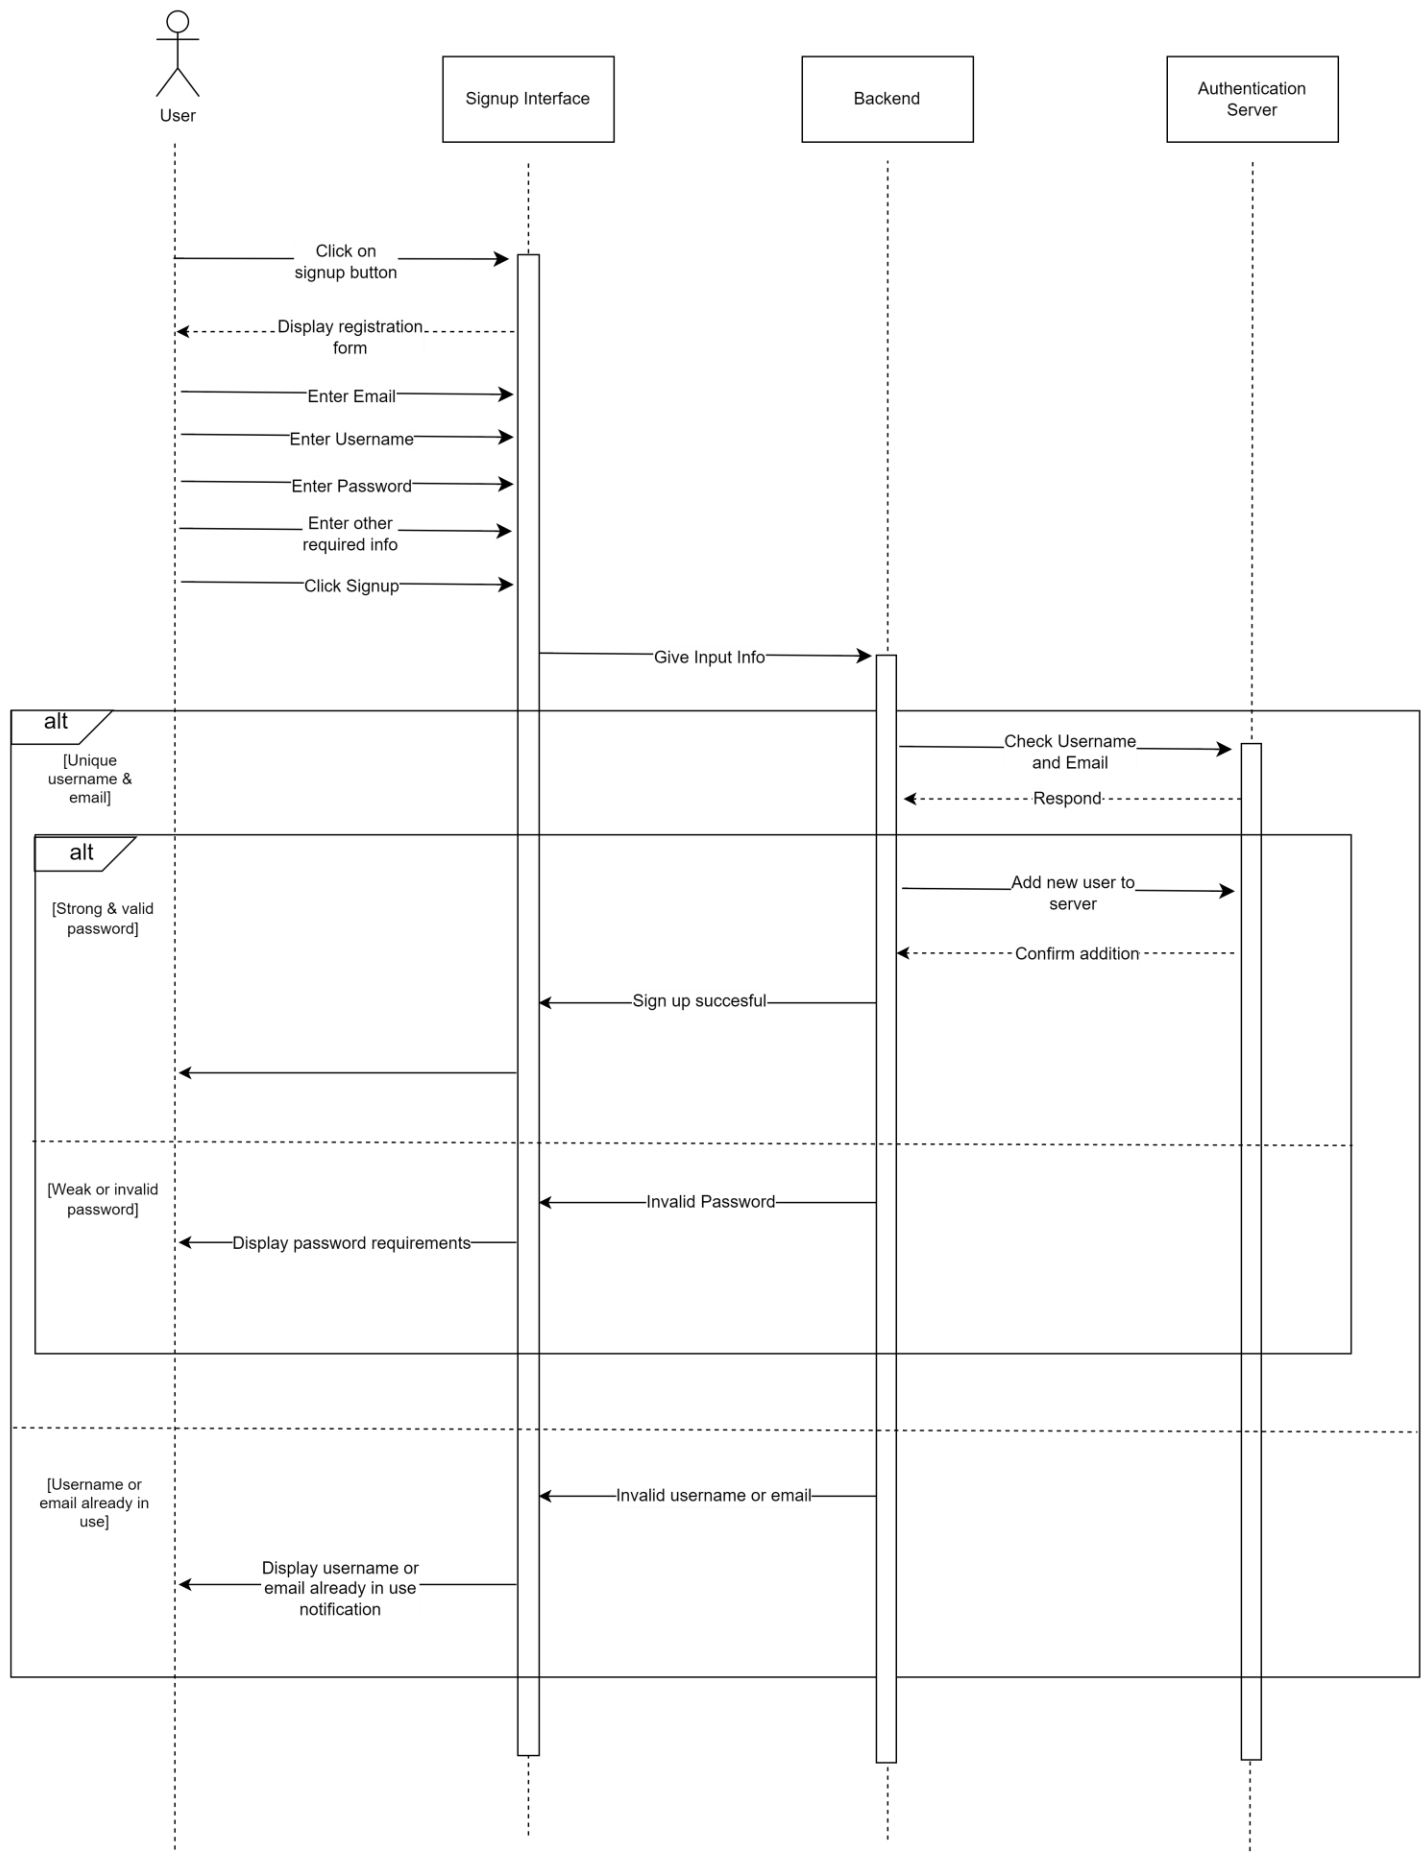 User
Signup Interface
Backend
Authentication
Server
Click on
signup button
Display registration
form
Enter Email
Enter Username
Enter Password
Enter other
required info
Click Signup
Give Input Info
alt
[Unique
username &
email]
Check Username
and Email
Respond
alt
[Strong & valid
password]
Add new user to
server
Confirm addition
Sign up succesful
[Weak or invalid
password]
Invalid Password
Display password requirements
[Username or
email already in
use]
Invalid username or email
Display username or
email already in use
notification